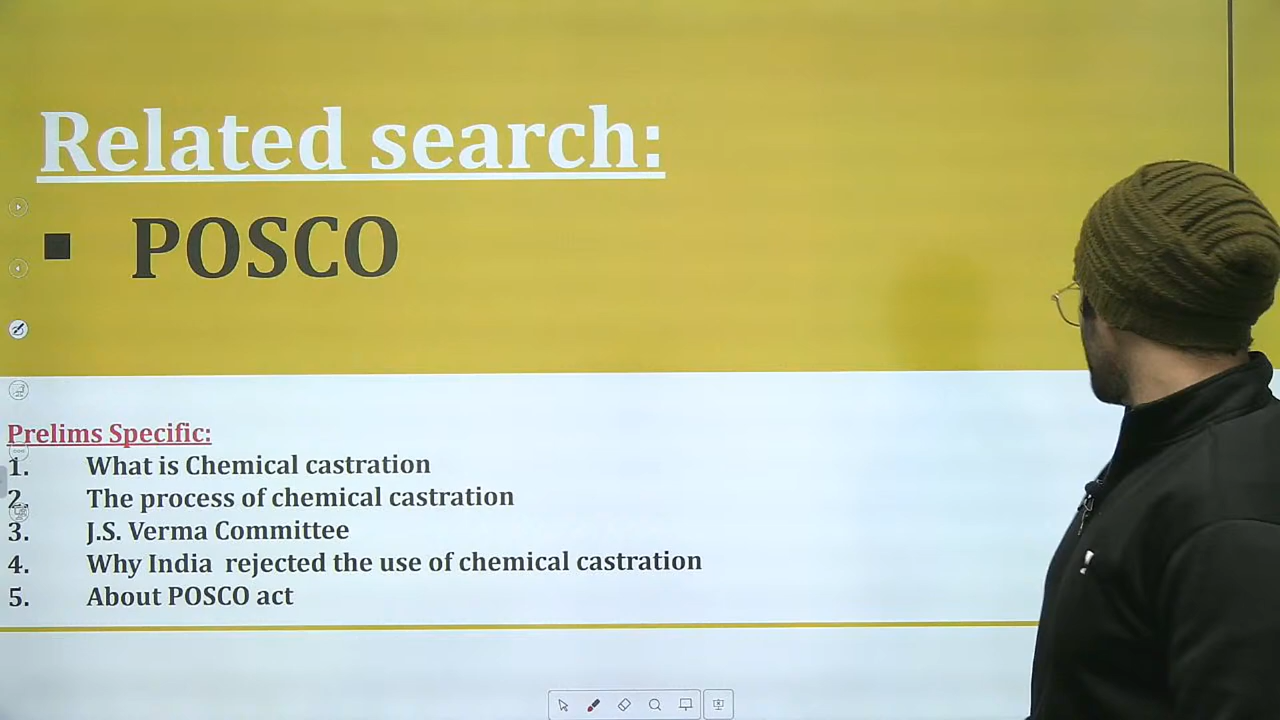 Related search:
▪ POSCO
Prelims Specific:
1. What is Chemical castration
2. The process of chemical castration
3. J.S. Verma Committee
4. Why India rejected the use of chemical castration
5. About POSCO act